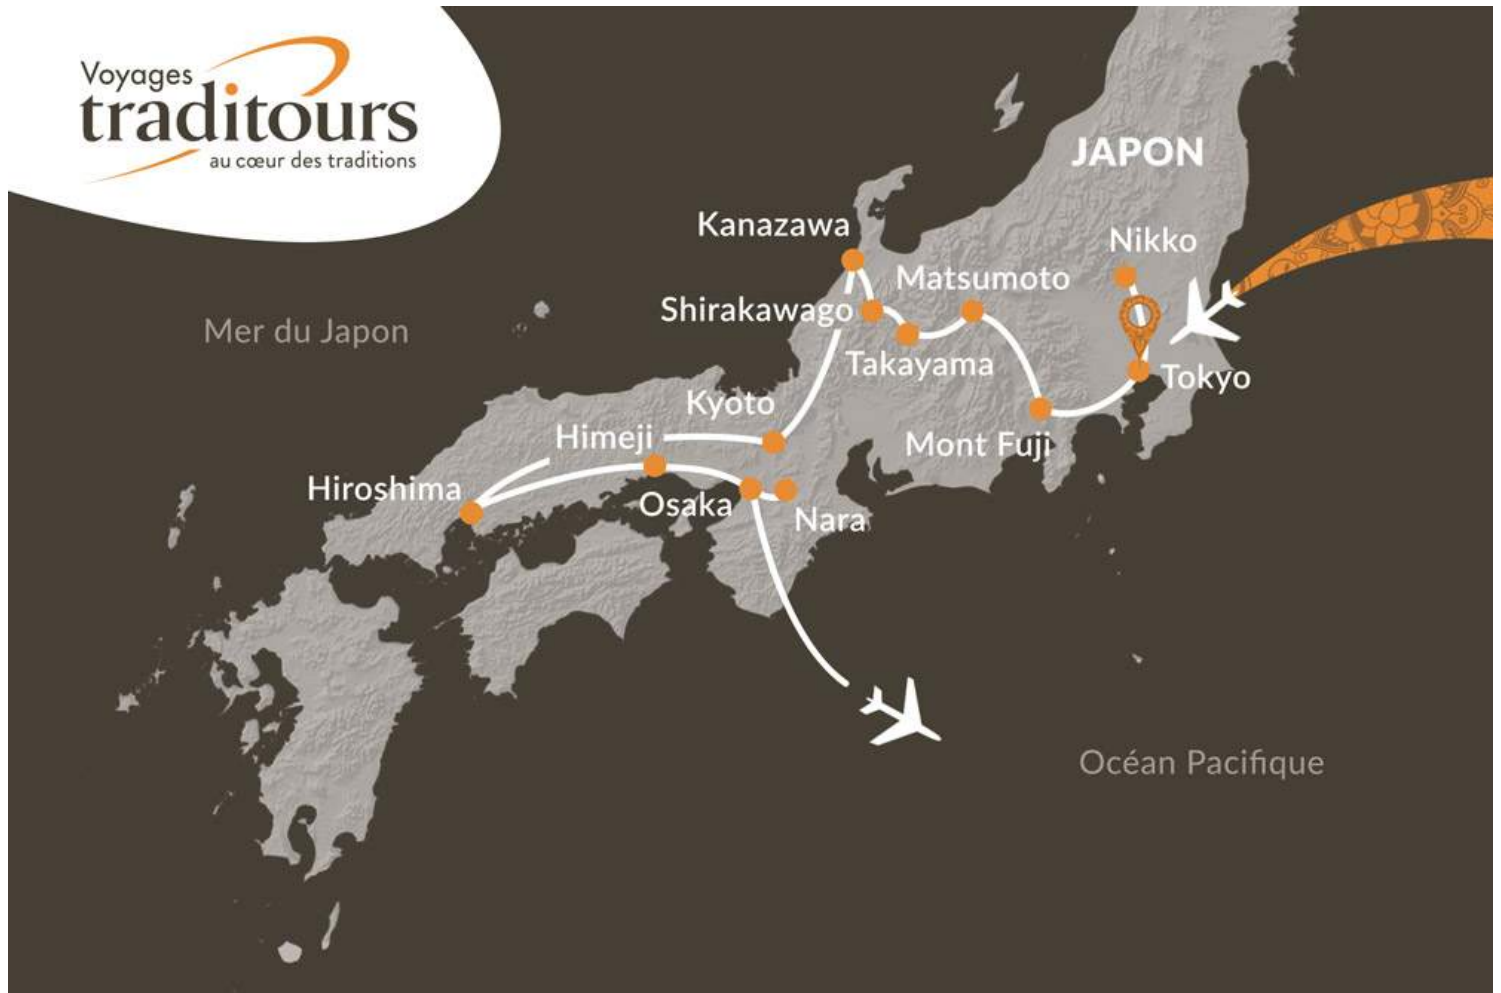 Voyages
traditours
au cœur des traditions
JAPON
Kanazawa
Nikko
Matsumoto
Shirakawago
Mer du Japon
Takayama
Tokyo
Kyoto
Himeji
Mont Fuji
Hiroshima
Osaka
Nara
Océan Pacifique